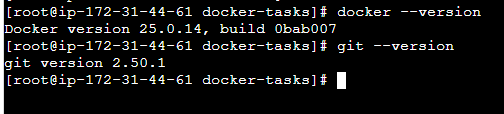 [root@ip-172-31-44-61 docker-tasks]# docker --version
Docker version 25.0.14, build 0bab007
[root@ip-172-31-44-61 docker-tasks]# git --version
git version 2.50.1
[root@ip-172-31-44-61 docker-tasks]#